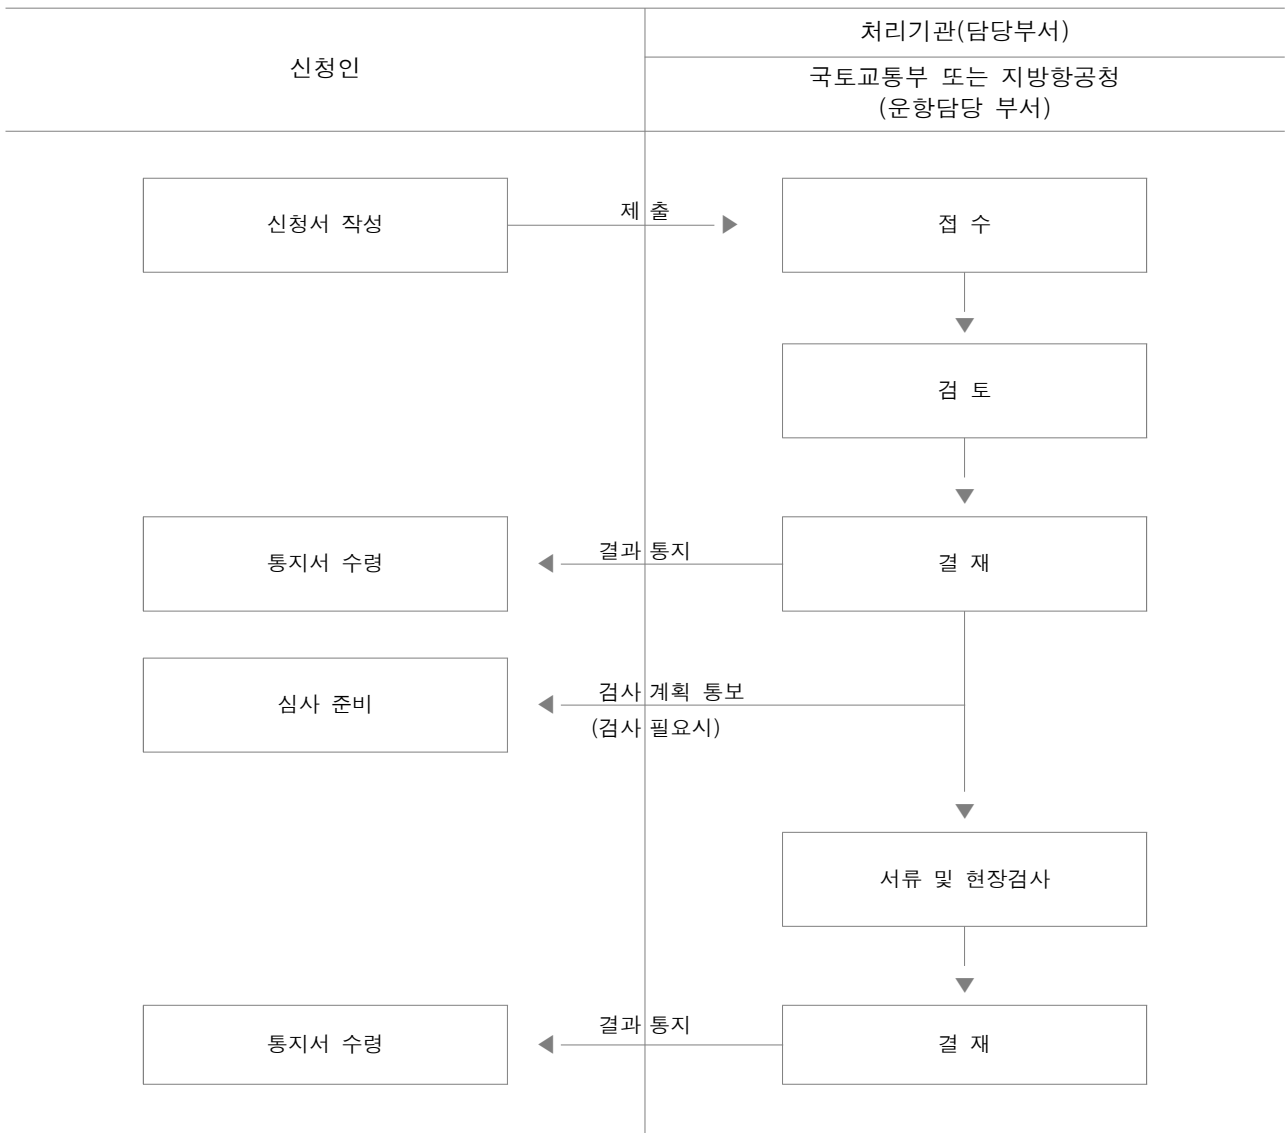 신청인
처리기관(담당부서)
국토교통부 또는 지방항공청
(운항담당 부서)
신청서 작성
제 출
접 수
검 토
통지서 수령
결과 통지
결 재
심사 준비
검사 계획 통보
(검사 필요시)
서류 및 현장검사
통지서 수령
결과 통지
결 재